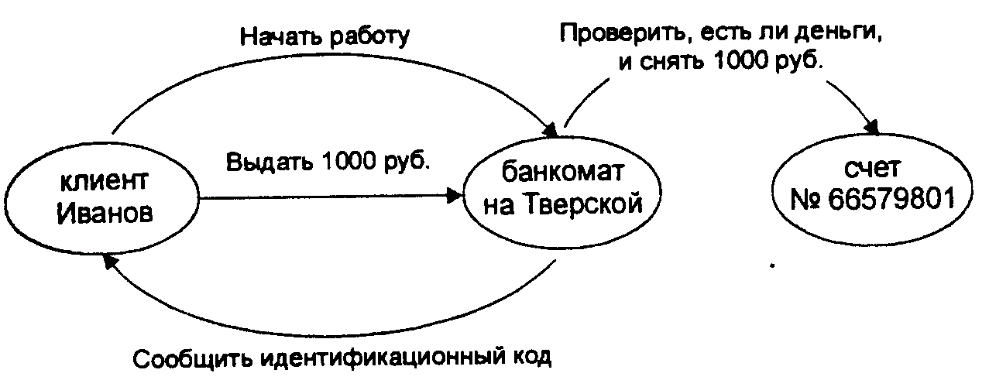 Начать работу
Проверить, есть ли деньги,
и снять 1000 руб.
Выдать 1000 руб.
клиент
Иванов
банкомат
на Тверской
счет
№ 66579801
Сообщить идентификационный код